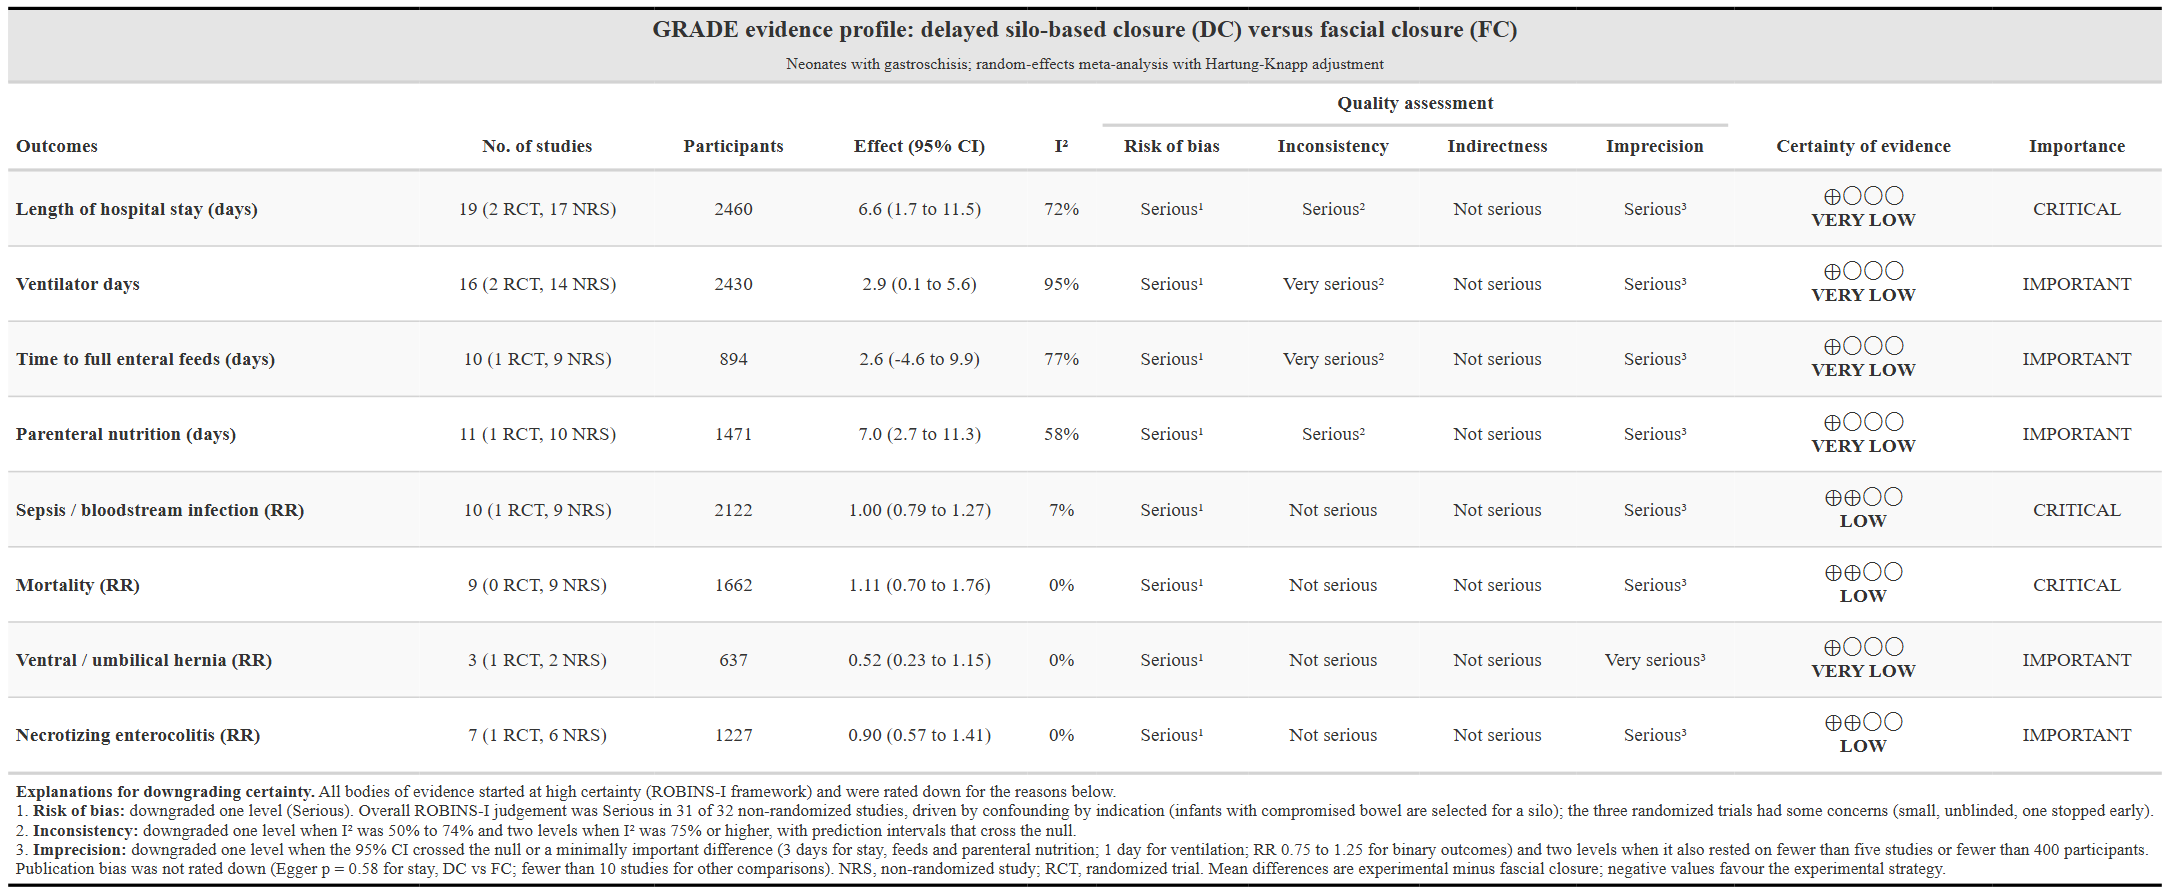 GRADE evidence profile: delayed silo-based closure (DC) versus fascial closure (FC)
Neonates with gastroschisis; random-effects meta-analysis with Hartung-Knapp adjustment
Quality assessment
Outcomes No. of studies Participants Effect (95% CI) I² Risk of bias Inconsistency Indirectness Imprecision Certainty of evidence Importance
Length of hospital stay (days) 19 (2 RCT, 17 NRS) 2460 6.6 (1.7 to 11.5) 72% Serious¹ Serious² Not serious Serious³ ⊕◯◯◯ VERY LOW CRITICAL
Ventilator days 16 (2 RCT, 14 NRS) 2430 2.9 (0.1 to 5.6) 95% Serious¹ Very serious² Not serious Serious³ ⊕◯◯◯ VERY LOW IMPORTANT
Time to full enteral feeds (days) 10 (1 RCT, 9 NRS) 894 2.6 (-4.6 to 9.9) 77% Serious¹ Very serious² Not serious Serious³ ⊕◯◯◯ VERY LOW IMPORTANT
Parenteral nutrition (days) 11 (1 RCT, 10 NRS) 1471 7.0 (2.7 to 11.3) 58% Serious¹ Serious² Not serious Serious³ ⊕◯◯◯ VERY LOW IMPORTANT
Sepsis / bloodstream infection (RR) 10 (1 RCT, 9 NRS) 2122 1.00 (0.79 to 1.27) 7% Serious¹ Not serious Not serious Serious³ ⊕⊕◯◯ LOW CRITICAL
Mortality (RR) 9 (0 RCT, 9 NRS) 1662 1.11 (0.70 to 1.76) 0% Serious¹ Not serious Not serious Serious³ ⊕⊕◯◯ LOW CRITICAL
Ventral / umbilical hernia (RR) 3 (1 RCT, 2 NRS) 637 0.52 (0.23 to 1.15) 0% Serious¹ Not serious Not serious Very serious³ ⊕◯◯◯ VERY LOW IMPORTANT
Necrotizing enterocolitis (RR) 7 (1 RCT, 6 NRS) 1227 0.90 (0.57 to 1.41) 0% Serious¹ Not serious Not serious Serious³ ⊕⊕◯◯ LOW IMPORTANT
Explanations for downgrading certainty. All bodies of evidence started at high certainty (ROBINS-I framework) and were rated down for the reasons below.
1. Risk of bias: downgraded one level (Serious). Overall ROBINS-I judgement was Serious in 31 of 32 non-randomized studies, driven by confounding by indication (infants with compromised bowel are selected for a silo); the three randomized trials had some concerns (small, unblinded, one stopped early).
2. Inconsistency: downgraded one level when I² was 50% to 74% and two levels when I² was 75% or higher, with prediction intervals that cross the null.
3. Imprecision: downgraded one level when the 95% CI crossed the null or a minimally important difference (3 days for stay, feeds and parenteral nutrition; 1 day for ventilation; RR 0.75 to 1.25 for binary outcomes) and two levels when it also rested on fewer than five studies or fewer than 400 participants.
Publication bias was not rated down (Egger p = 0.58 for stay, DC vs FC; fewer than 10 studies for other comparisons). NRS, non-randomized study; RCT, randomized trial. Mean differences are experimental minus fascial closure; negative values favour the experimental strategy.